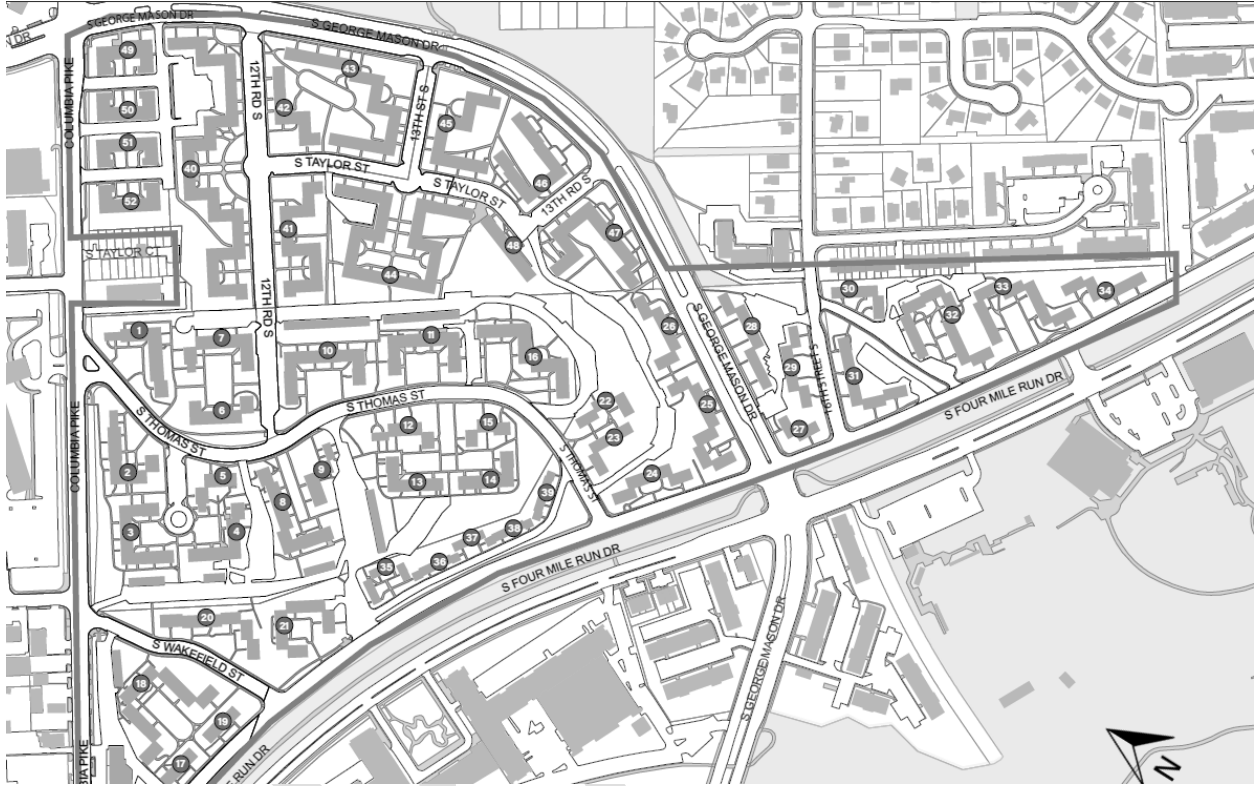 S GEORGE MASON DR
S GEORGE MASON DR
N DR
49
43
COLUMBIA PIKE
12TH RD S
42
13TH ST S
50
45
51
S TAYLOR ST
40
46
S TAYLOR ST
13TH RD S
52
41
47
48
S TAYLOR CT
44
12TH RD S
30
33
34
26
S GEORGE MASON DR
28
32
1
7
11
10
16
29
16TH STREET S
31
S FOUR MILE RUN DR
S THOMAS ST
22
25
6
12
15
23
27
S THOMAS ST
COLUMBIA PIKE
2
5
9
S THOMAS ST
24
8
13
14
39
3
4
37
38
35
36
S FOUR MILE RUN DR
20
21
S WAKEFIELD ST
S GEORGE MASON DR
18
19
17
BIA PIKE
RUN DR
N